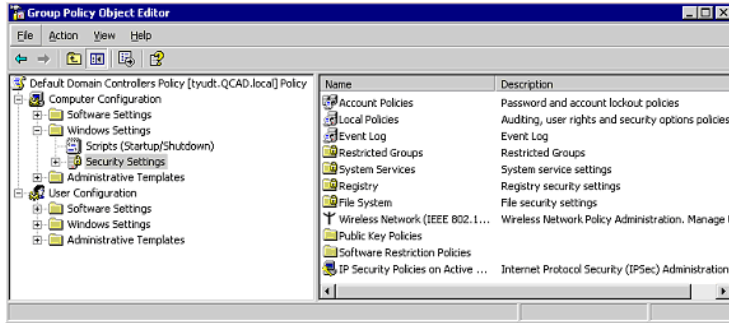 Group Policy Object Editor
File Action View Help
Default Domain Controllers Policy [tyudt.QCAD.local] Policy
Computer Configuration
Software Settings
Windows Settings
Scripts (Startup/Shutdown)
Security Settings
Administrative Templates
User Configuration
Software Settings
Windows Settings
Administrative Templates
Name Description
Account Policies Password and account lockout policies
Local Policies Auditing, user rights and security options policies
Event Log Event Log
Restricted Groups Restricted Groups
System Services System service settings
Registry Registry security settings
File System File security settings
Wireless Network (IEEE 802.1... Wireless Network Policy Administration. Manage
Public Key Policies
Software Restriction Policies
IP Security Policies on Active ... Internet Protocol Security (IPSec) Administration